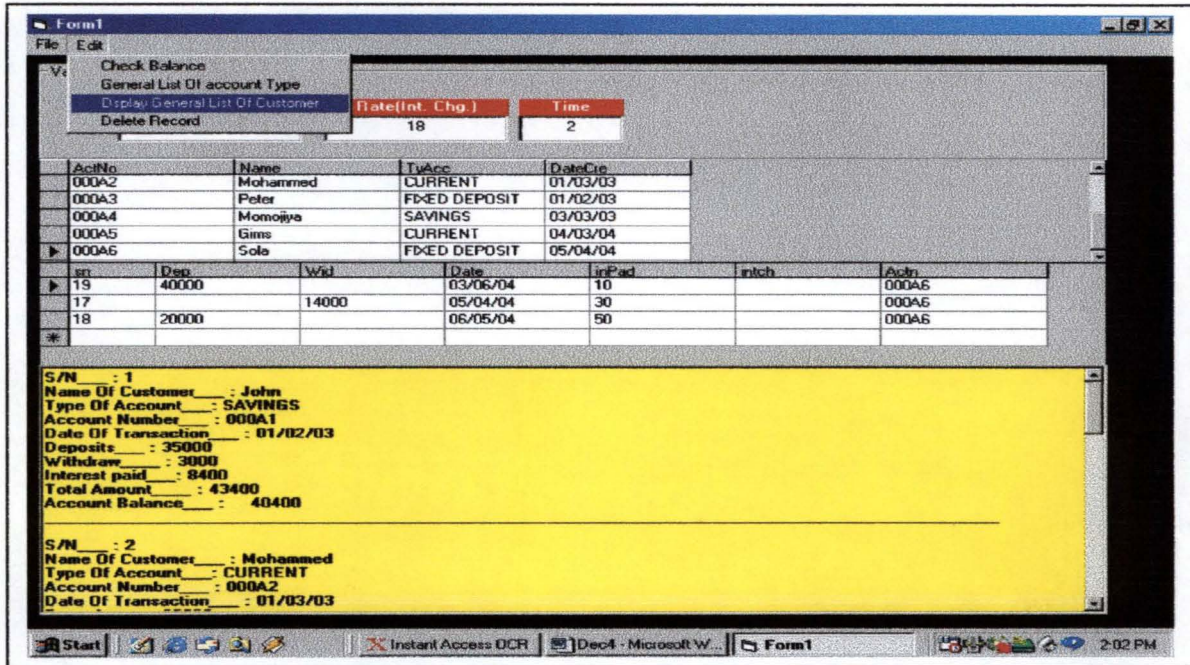 Form1
File Edit
Check Balance
General List Of account Type
Display General List Of Customer
Delete Record
Rate(Int. Chg.) Time
18 2
ActNo Name TyAcc DateCre
000A2 Mohammed CURRENT 01/03/03
000A3 Peter FIXED DEPOSIT 01/02/03
000A4 Momojiya SAVINGS 03/03/03
000A5 Gims CURRENT 04/03/04
000A6 Sola FIXED DEPOSIT 05/04/04
sn Dep Wid Date inPad intch Actn
19 40000 03/06/04 10 000A6
17 14000 05/04/04 30 000A6
18 20000 06/05/04 50 000A6
S/N___ : 1
Name Of Customer___ : John
Type Of Account___ : SAVINGS
Account Number___ : 000A1
Date Of Transaction___ : 01/02/03
Deposits___ : 35000
Withdraw___ : 3000
Interest paid___ : 8400
Total Amount____ : 43400
Account Balance___ : 40400
S/N___ : 2
Name Of Customer___ : Mohammed
Type Of Account___ : CURRENT
Account Number___ : 000A2
Date Of Transaction___ : 01/03/03
Start Instant Access OCR Dec4 - Microsoft W... Form1 2:02 PM